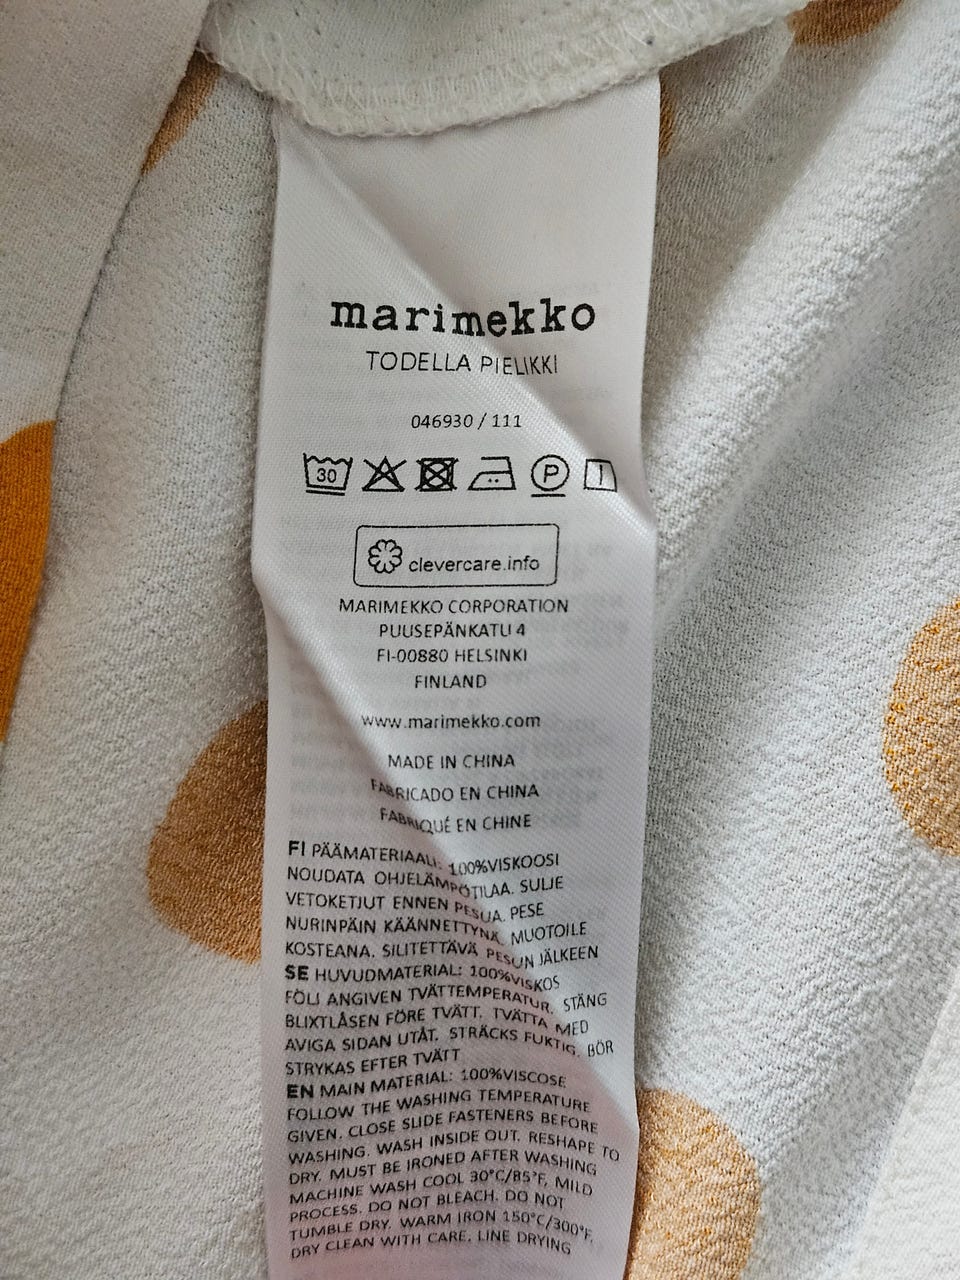 marimekko
TODELLA PIELIKKI
046930 / 111
30 P
clevercare.info
MARIMEKKO CORPORATION
PUUSEPÄNKATU 4
FI-00880 HELSINKI
FINLAND
www.marimekko.com
MADE IN CHINA
FABRICADO EN CHINA
FABRIQUÉ EN CHINE
FI PÄÄMATERIAALI: 100%VISKOOSI
NOUDATA OHJELÄMPÖTILAA. SULJE
VETOKETJUT ENNEN PESUA. PESE
NURINPÄIN KÄÄNNETTYNÄ. MUOTOILE
KOSTEANA. SILITETTÄVÄ PESUN JÄLKEEN
SE HUVUDMATERIAL: 100%VISKOS
FÖLJ ANGIVEN TVÄTTEMPERATUR. STÄNG
BLIXTLÅSEN FÖRE TVÄTT. TVÄTTA MED
AVIGA SIDAN UTÅT. STRÄCKS FUKTIG. BÖR
STRYKAS EFTER TVÄTT
EN MAIN MATERIAL: 100%VISCOSE
FOLLOW THE WASHING TEMPERATURE
GIVEN. CLOSE SLIDE FASTENERS BEFORE
WASHING. WASH INSIDE OUT. RESHAPE TO
DRY. MUST BE IRONED AFTER WASHING
MACHINE WASH COOL 30°C/85°F, MILD
PROCESS. DO NOT BLEACH. DO NOT
TUMBLE DRY. WARM IRON 150°C/300°F,
DRY CLEAN WITH CARE. LINE DRYING